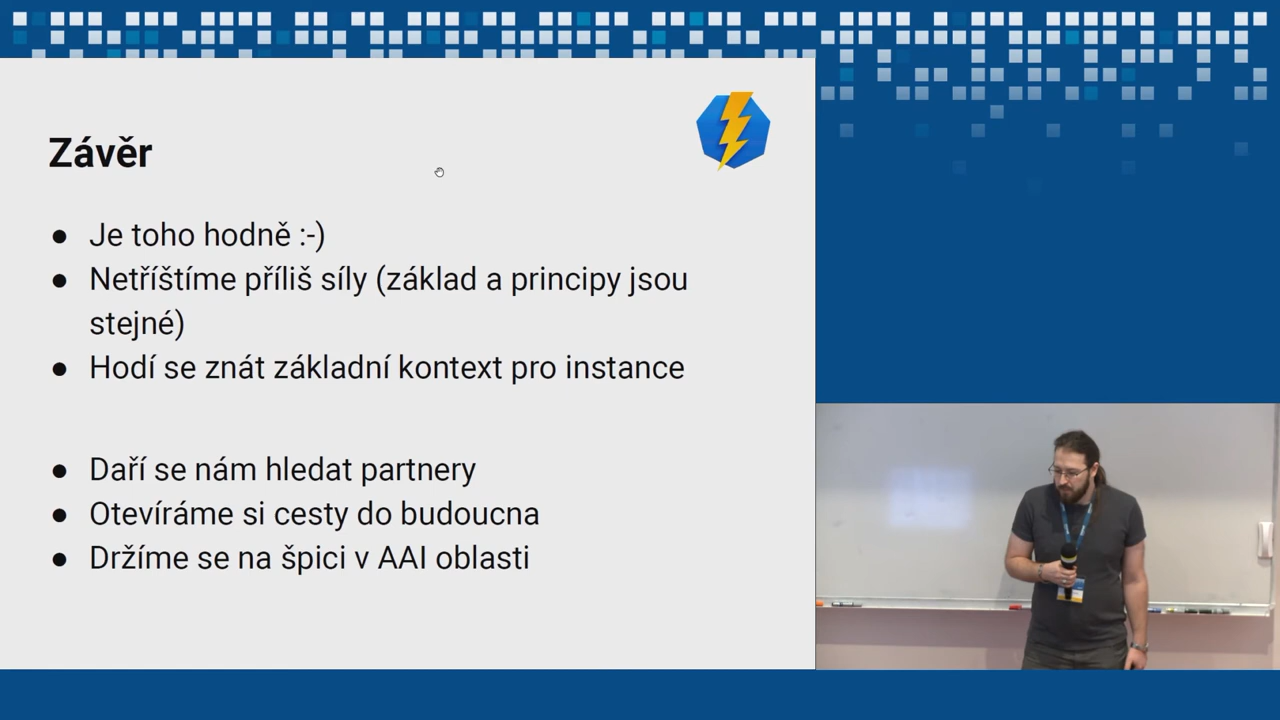 Závěr
● Je toho hodně :-)
● Netříštíme příliš síly (základ a principy jsou
stejné)
● Hodí se znát základní kontext pro instance
● Daří se nám hledat partnery
● Otevíráme si cesty do budoucna
● Držíme se na špici v AAI oblasti